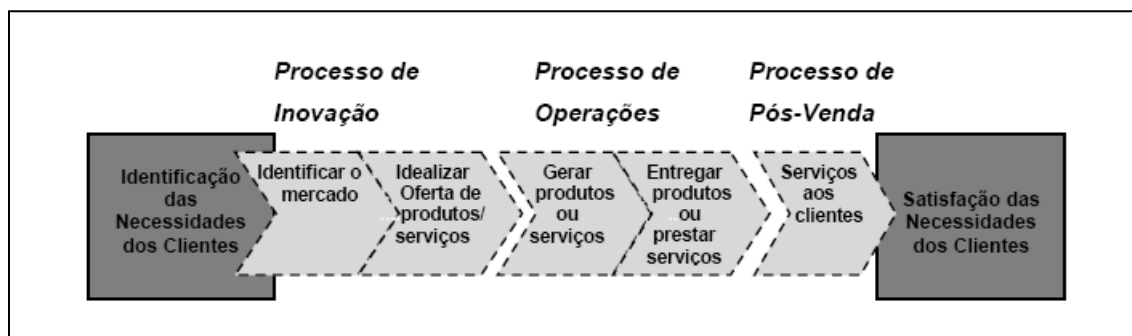 Processo de
Inovação
Processo de
Operações
Processo de
Pós-Venda
Identificação
das
Necessidades
dos Clientes
Identificar o
mercado
Idealizar
Oferta de
produtos/
serviços
Gerar
produtos
ou
serviços
Entregar
produtos
ou
prestar
serviços
Serviços
aos
clientes
Satisfação das
Necessidades
dos Clientes